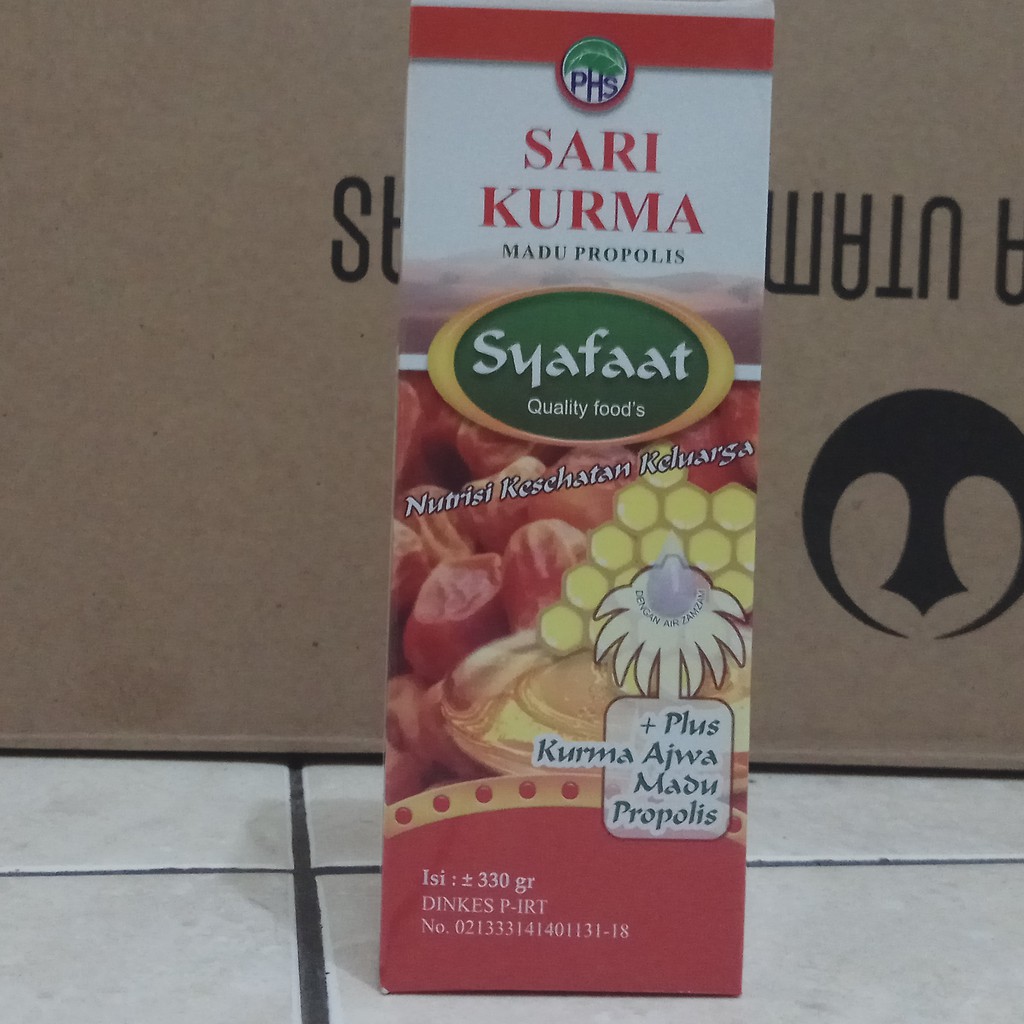 PHS
SARI
KURMA
MADU PROPOLIS
Syafaat
Quality food's
Nutrisi Kesehatan Keluarga
DENGAN AIR ZAMZAM
+ Plus
Kurma Ajwa
Madu
Propolis
Isi : ± 330 gr
DINKES P-IRT
No. 021333141401131-18
A UTAM